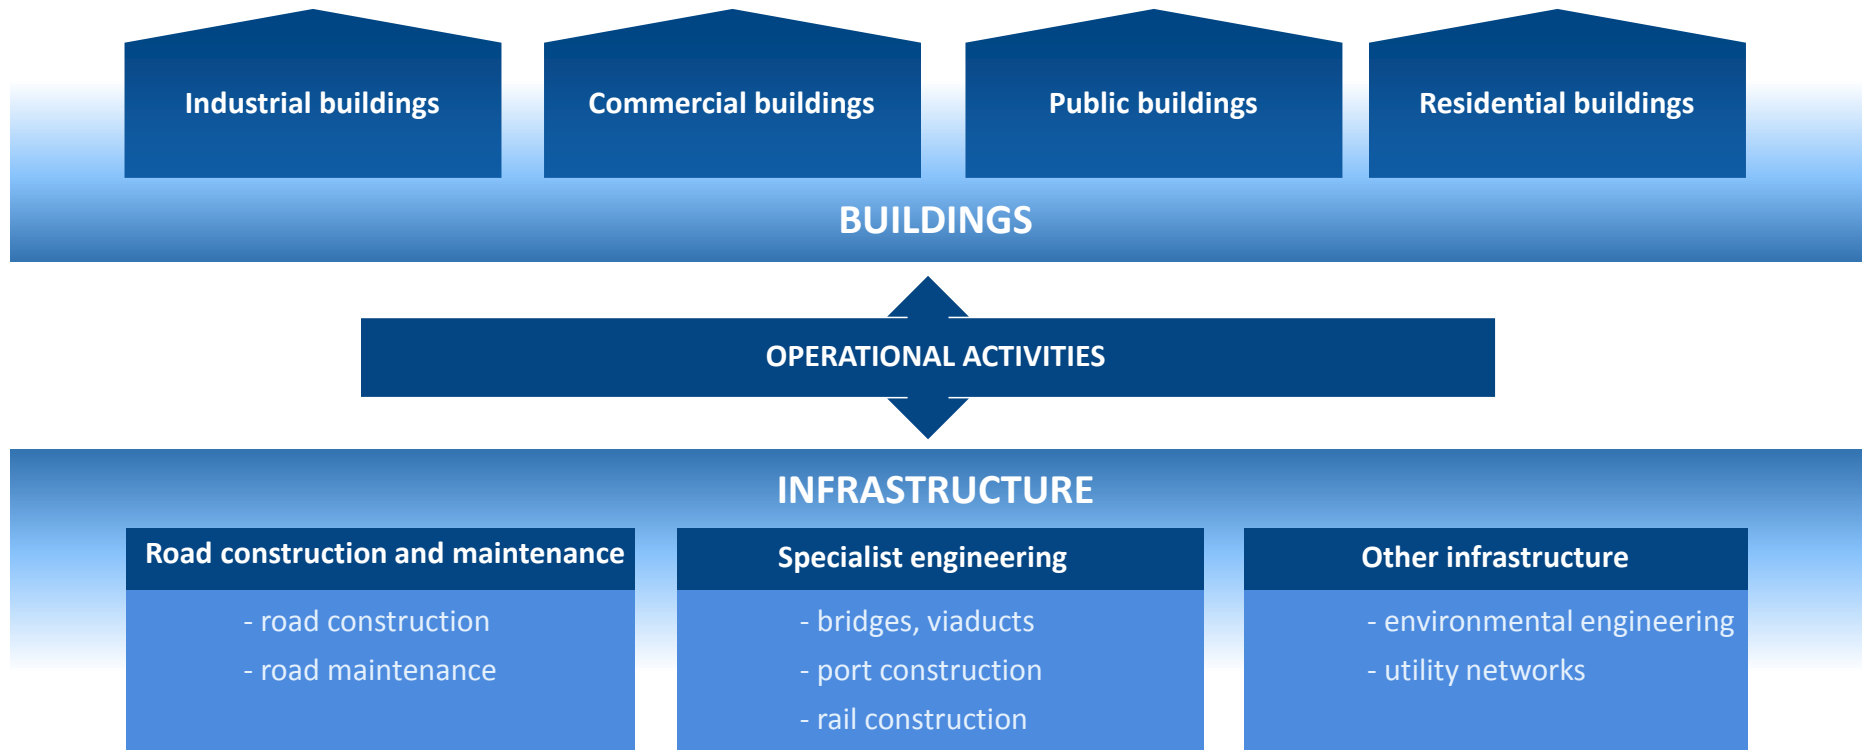 Industrial buildings
Commercial buildings
Public buildings
Residential buildings
BUILDINGS
OPERATIONAL ACTIVITIES
INFRASTRUCTURE
Road construction and maintenance
- road construction
- road maintenance
Specialist engineering
- bridges, viaducts
- port construction
- rail construction
Other infrastructure
- environmental engineering
- utility networks